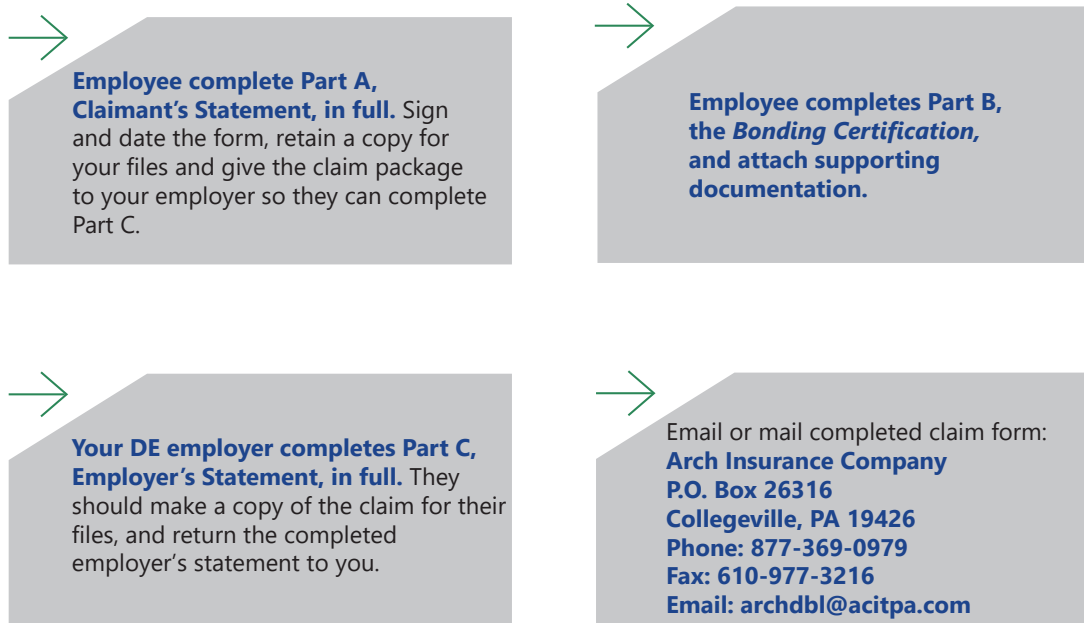 Employee complete Part A,
Claimant’s Statement, in full. Sign
and date the form, retain a copy for
your files and give the claim package
to your employer so they can complete
Part C.
Employee completes Part B,
the Bonding Certification,
and attach supporting
documentation.
Your DE employer completes Part C,
Employer’s Statement, in full. They
should make a copy of the claim for their
files, and return the completed
employer’s statement to you.
Email or mail completed claim form:
Arch Insurance Company
P.O. Box 26316
Collegeville, PA 19426
Phone: 877-369-0979
Fax: 610-977-3216
Email: archdbl@acitpa.com